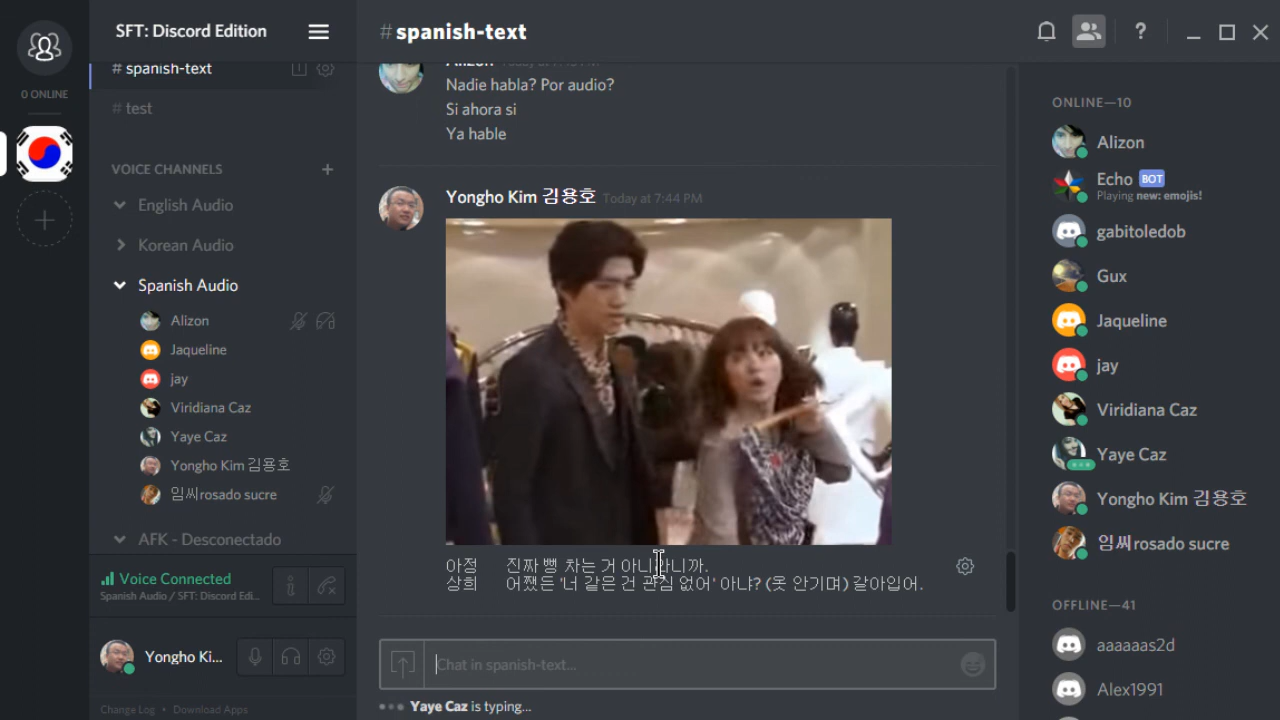 0 ONLINE
SFT: Discord Edition
# spanish-text
# test
VOICE CHANNELS
English Audio
Korean Audio
Spanish Audio
Alizon
Jaqueline
jay
Viridiana Caz
Yaye Caz
Yongho Kim 김용호
임씨rosado sucre
AFK - Desconectado
Voice Connected
Spanish Audio / SFT: Discord Edi...
Yongho Ki...
Change Log • Download Apps
# spanish-text
Alizon Today at
Nadie habla? Por audio?
Si ahora si
Ya hable
Yongho Kim 김용호 Today at 7:44 PM
아정 진짜 뻥 차는 거 아니랍니까.
상희 어쨌든 '너 같은 건 관심 없어' 아냐? (옷 안기며) 갈아입어.
Chat in spanish-text...
Yaye Caz is typing...
ONLINE—10
Alizon
Echo BOT
Playing new: emojis!
gabitoledob
Gux
Jaqueline
jay
Viridiana Caz
Yaye Caz
Yongho Kim 김용호
임씨rosado sucre
OFFLINE—41
aaaaaas2d
Alex1991